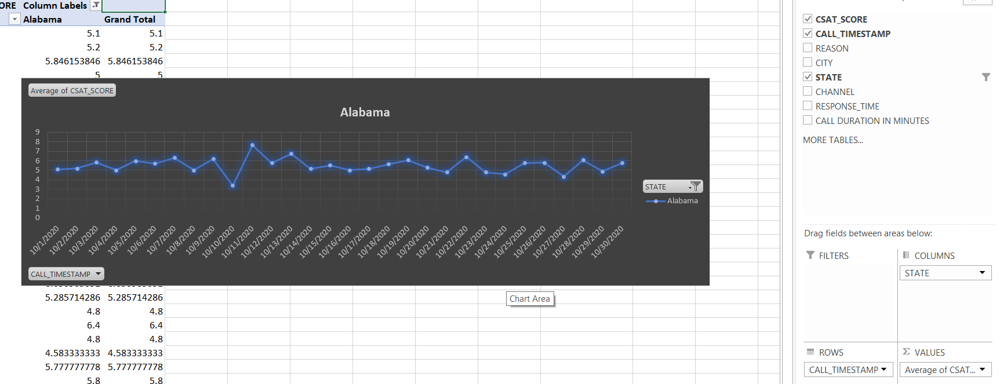 ORE Column Labels
Alabama Grand Total
5.1 5.1
5.2 5.2
5.846153846 5.846153846
5 5
Average of CSAT_SCORE
Alabama
9
8
7
6
5
4
3
2
1
0
10/1/2020
10/2/2020
10/3/2020
10/4/2020
10/5/2020
10/6/2020
10/7/2020
10/8/2020
10/9/2020
10/10/2020
10/11/2020
10/12/2020
10/13/2020
10/14/2020
10/15/2020
10/16/2020
10/17/2020
10/18/2020
10/19/2020
10/20/2020
10/21/2020
10/22/2020
10/23/2020
10/24/2020
10/25/2020
10/26/2020
10/27/2020
10/28/2020
10/29/2020
10/30/2020
STATE
Alabama
CALL_TIMESTAMP
5.285714286 5.285714286
Chart Area
4.8 4.8
6.4 6.4
4.8 4.8
4.583333333 4.583333333
5.777777778 5.777777778
5.8 5.8
CSAT_SCORE
CALL_TIMESTAMP
REASON
CITY
STATE
CHANNEL
RESPONSE_TIME
CALL DURATION IN MINUTES
MORE TABLES...
Drag fields between areas below:
FILTERS
COLUMNS
STATE
ROWS
CALL_TIMESTAMP
VALUES
Average of CSAT...